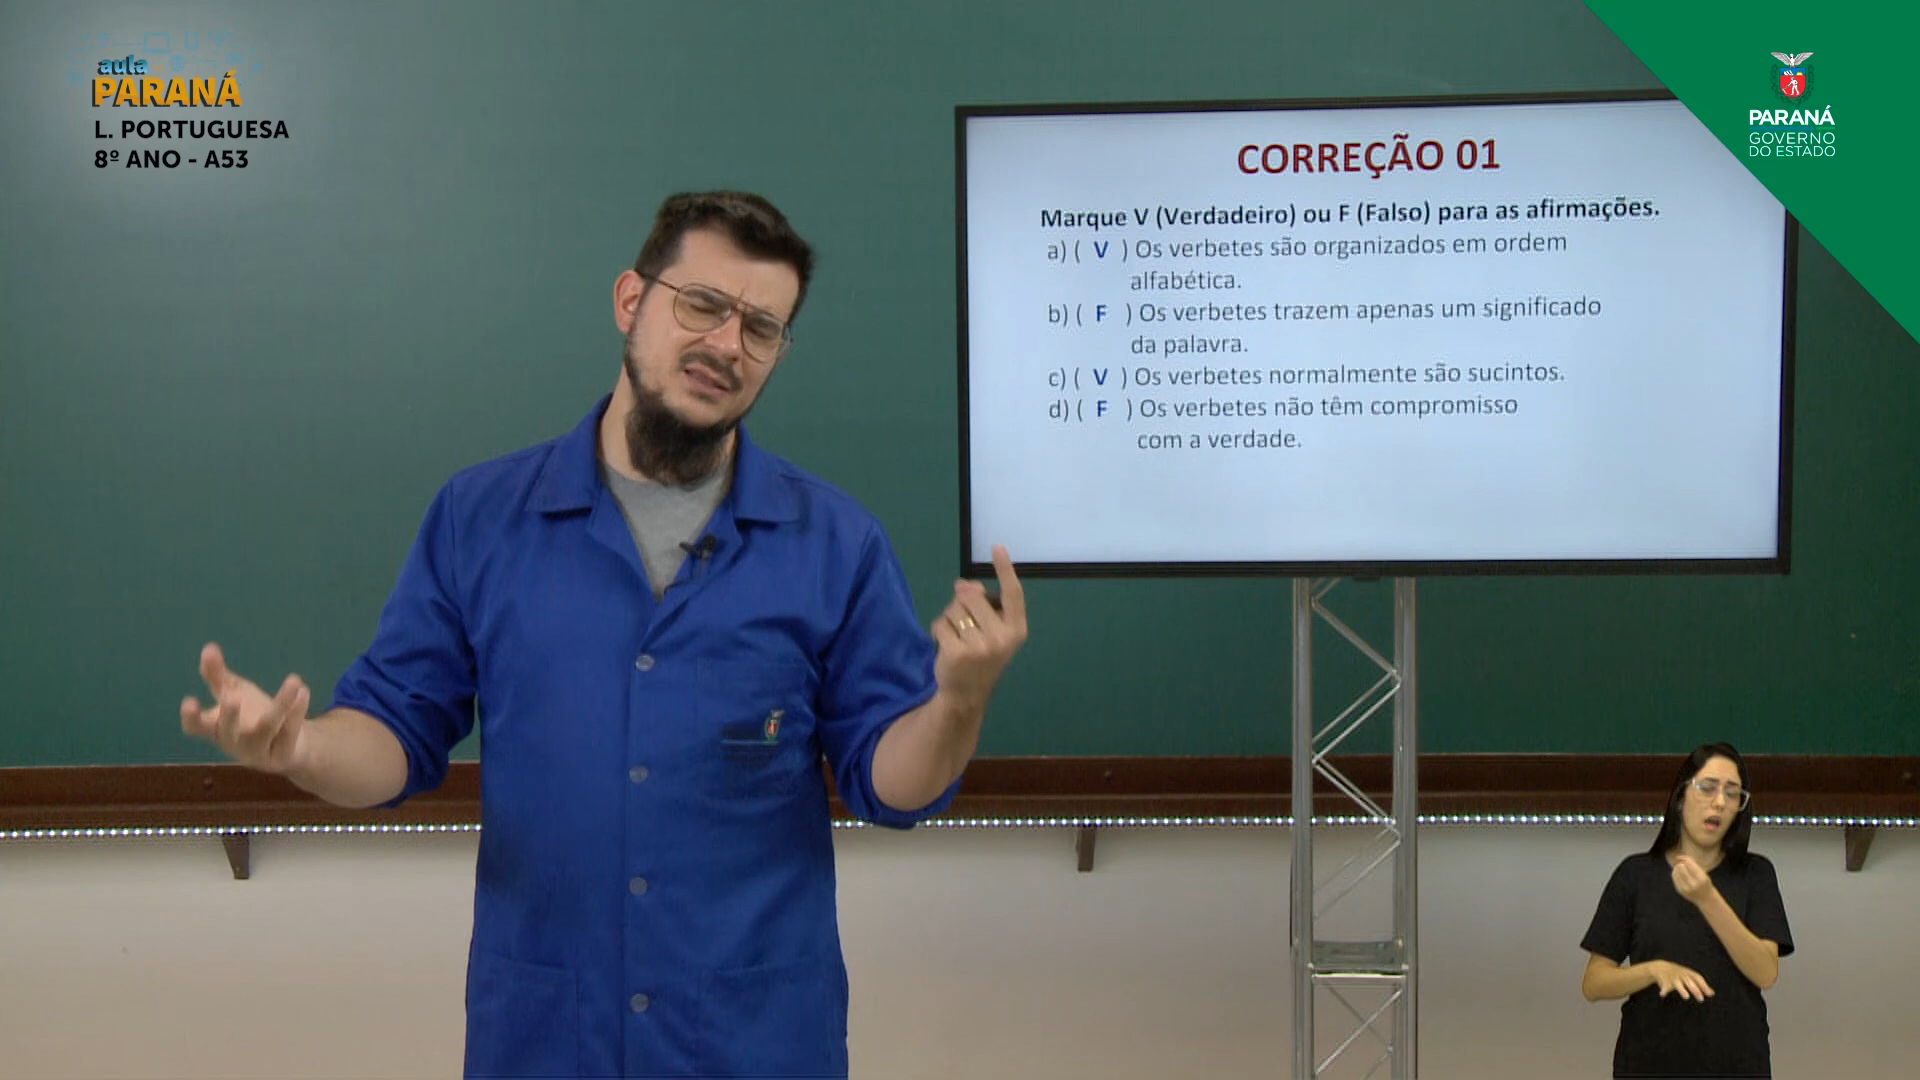 aula
PARANÁ
L. PORTUGUESA
8º ANO - A53
PARANÁ
GOVERNO
DO ESTADO
CORREÇÃO 01
Marque V (Verdadeiro) ou F (Falso) para as afirmações.
a) ( V ) Os verbetes são organizados em ordem
alfabética.
b) ( F ) Os verbetes trazem apenas um significado
da palavra.
c) ( V ) Os verbetes normalmente são sucintos.
d) ( F ) Os verbetes não têm compromisso
com a verdade.